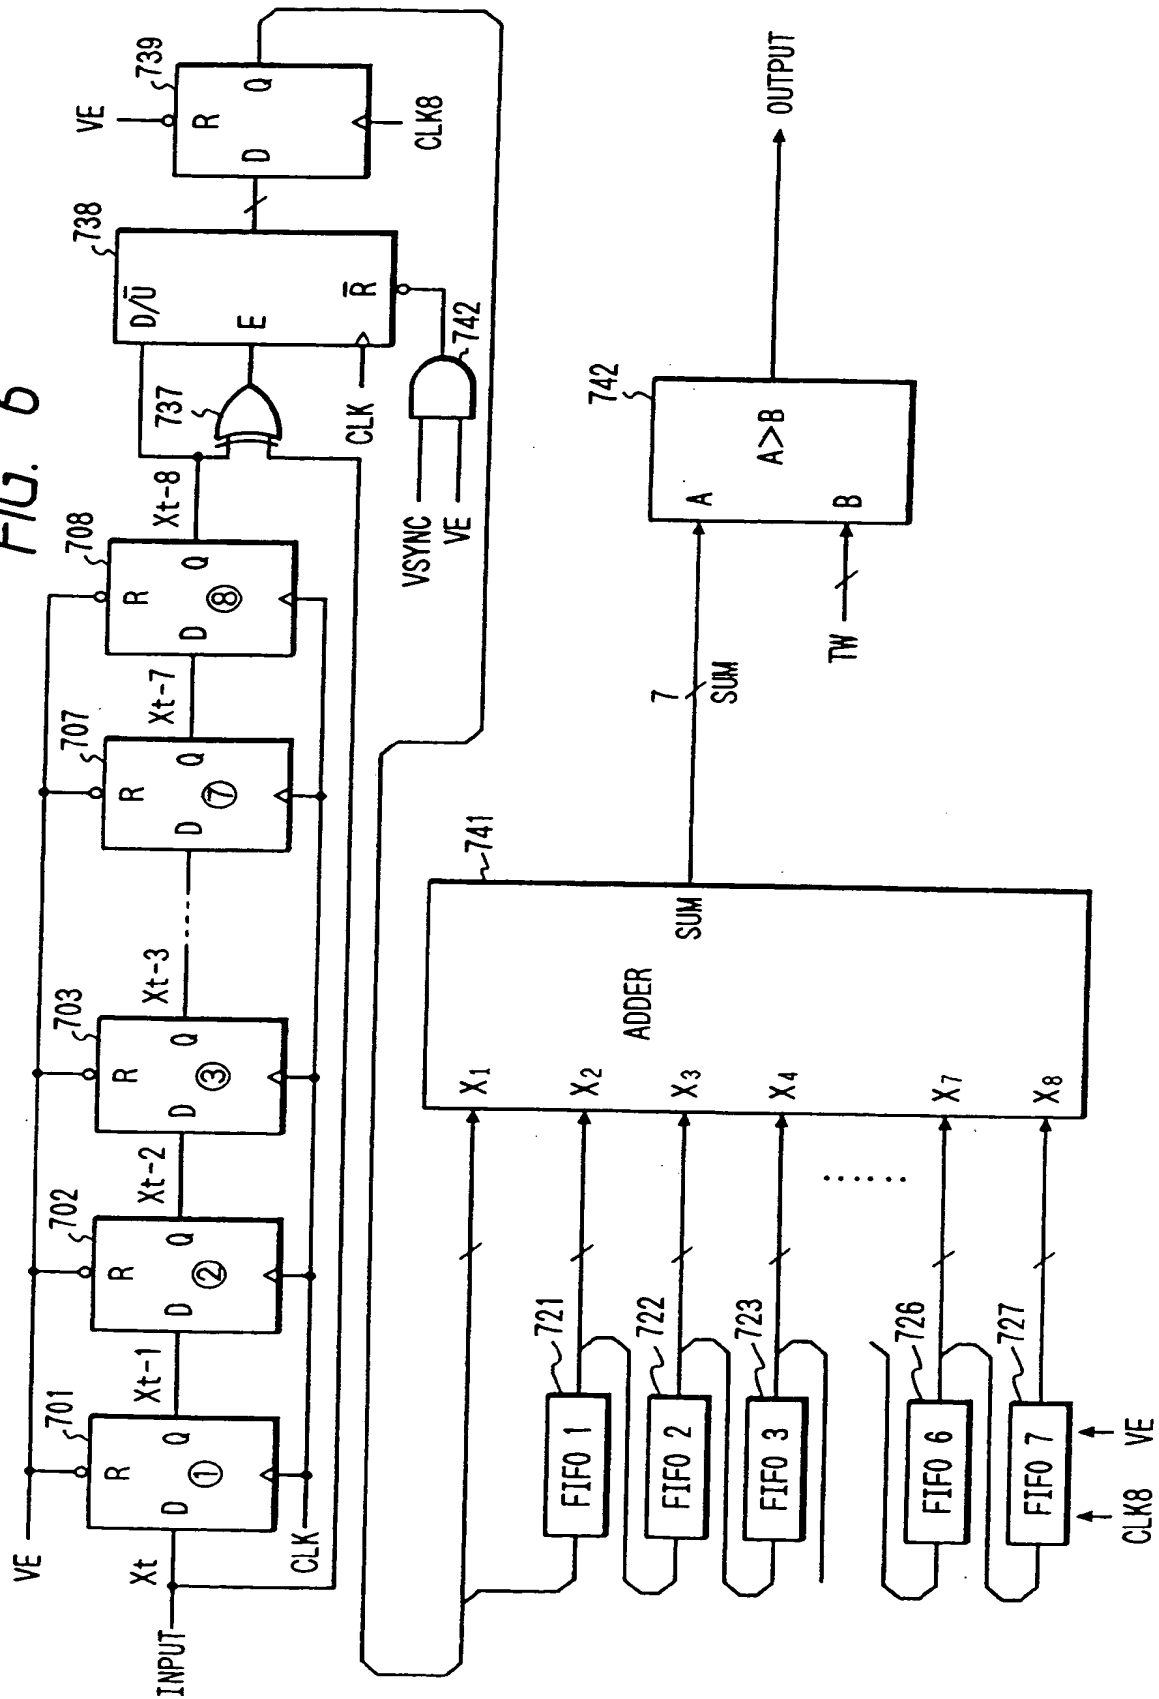 FIG. 6
VE
INPUT
Xt
701
D
R
Q
①
CLK
Xt-1
702
D
R
Q
②
Xt-2
703
D
R
Q
③
Xt-3
707
D
R
Q
⑦
Xt-7
708
D
R
Q
⑧
Xt-8
737
738
D/U̅
E
R̅
CLK
VSYNC
VE
742
739
VE
D
R
Q
CLK8
721
FIFO 1
722
FIFO 2
723
FIFO 3
726
FIFO 6
727
FIFO 7
CLK8
VE
741
X1
X2
X3
X4
X7
X8
ADDER
SUM
7
SUM
TW
742
A
B
A>B
OUTPUT